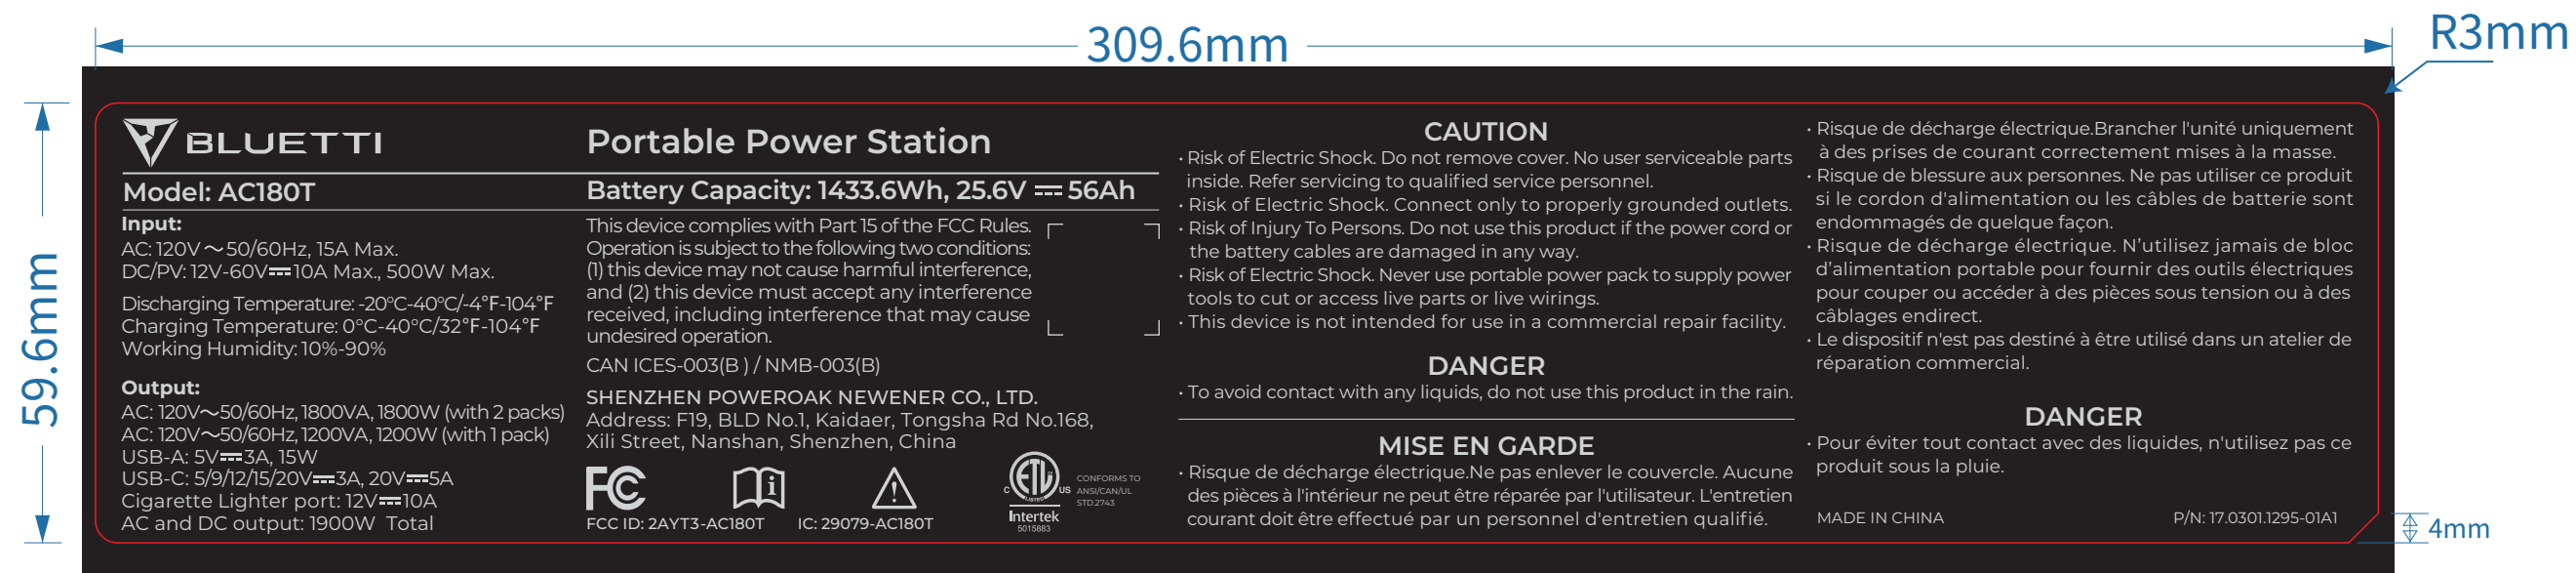 309.6mm
R3mm
59.6mm
BLUETTI
Portable Power Station
Model: AC180T
Battery Capacity: 1433.6Wh, 25.6V⎓56Ah
Input:
AC: 120V～50/60Hz, 15A Max.
DC/PV: 12V-60V⎓10A Max., 500W Max.
Discharging Temperature: -20°C-40°C/-4°F-104°F
Charging Temperature: 0°C-40°C/32°F-104°F
Working Humidity: 10%-90%
Output:
AC: 120V～50/60Hz, 1800VA, 1800W (with 2 packs)
AC: 120V～50/60Hz, 1200VA, 1200W (with 1 pack)
USB-A: 5V⎓3A, 15W
USB-C: 5/9/12/15/20V⎓3A, 20V⎓5A
Cigarette Lighter port: 12V⎓10A
AC and DC output: 1900W Total
This device complies with Part 15 of the FCC Rules.
Operation is subject to the following two conditions:
(1) this device may not cause harmful interference,
and (2) this device must accept any interference
received, including interference that may cause
undesired operation.
CAN ICES-003(B ) / NMB-003(B)
SHENZHEN POWEROAK NEWENER CO., LTD.
Address: F19, BLD No.1, Kaidaer, Tongsha Rd No.168,
Xili Street, Nanshan, Shenzhen, China
FC
FCC ID: 2AYT3-AC180T
IC: 29079-AC180T
ETL
C US
LISTED
Intertek
5015883
CONFORMS TO
ANSI/CAN/UL
STD.2743
CAUTION
· Risk of Electric Shock. Do not remove cover. No user serviceable parts
inside. Refer servicing to qualified service personnel.
· Risk of Electric Shock. Connect only to properly grounded outlets.
· Risk of Injury To Persons. Do not use this product if the power cord or
the battery cables are damaged in any way.
· Risk of Electric Shock. Never use portable power pack to supply power
tools to cut or access live parts or live wirings.
· This device is not intended for use in a commercial repair facility.
DANGER
· To avoid contact with any liquids, do not use this product in the rain.
MISE EN GARDE
· Risque de décharge électrique.Ne pas enlever le couvercle. Aucune
des pièces à l'intérieur ne peut être réparée par l'utilisateur. L'entretien
courant doit être effectué par un personnel d'entretien qualifié.
· Risque de décharge électrique.Brancher l'unité uniquement
à des prises de courant correctement mises à la masse.
· Risque de blessure aux personnes. Ne pas utiliser ce produit
si le cordon d'alimentation ou les câbles de batterie sont
endommagés de quelque façon.
· Risque de décharge électrique. N’utilisez jamais de bloc
d’alimentation portable pour fournir des outils électriques
pour couper ou accéder à des pièces sous tension ou à des
câblages endirect.
· Le dispositif n'est pas destiné à être utilisé dans un atelier de
réparation commercial.
DANGER
· Pour éviter tout contact avec des liquides, n'utilisez pas ce
produit sous la pluie.
MADE IN CHINA
P/N: 17.0301.1295-01A1
4mm